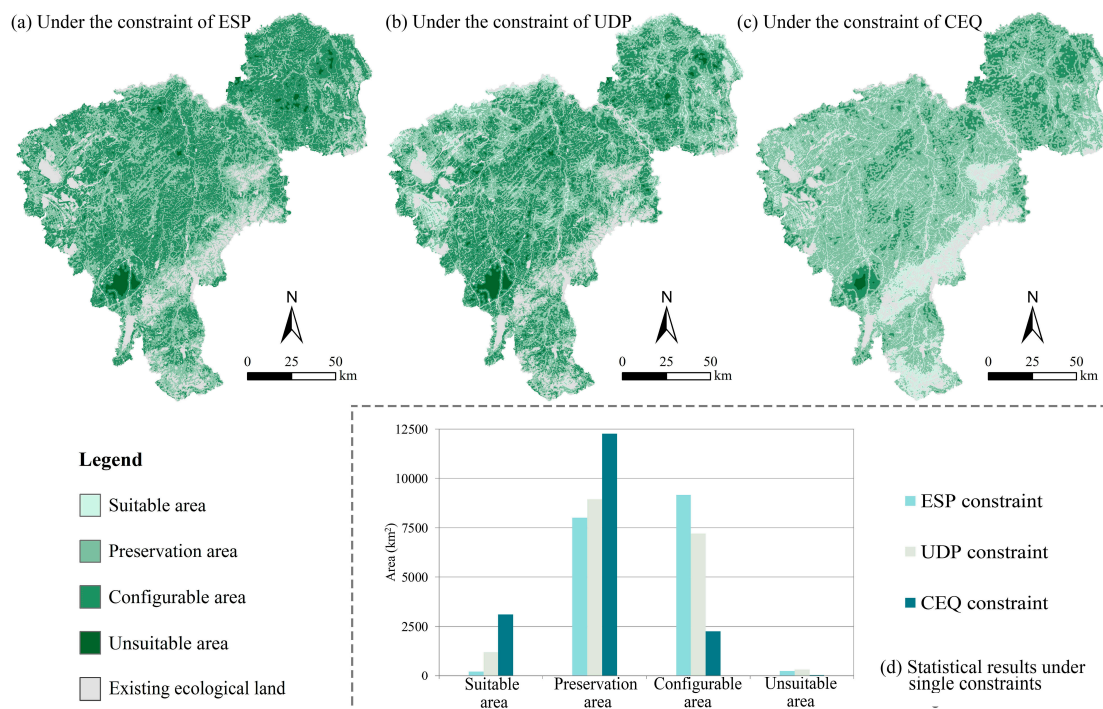 (a) Under the constraint of ESP
(b) Under the constraint of UDP
(c) Under the constraint of CEQ
N
0 25 50
km
N
0 25 50
km
N
0 25 50
km
Legend
Suitable area
Preservation area
Configurable area
Unsuitable area
Existing ecological land
Area (km²)
12500
10000
7500
5000
2500
0
Suitable
area
Preservation
area
Configurable
area
Unsuitable
area
ESP constraint
UDP constraint
CEQ constraint
(d) Statistical results under
single constraints